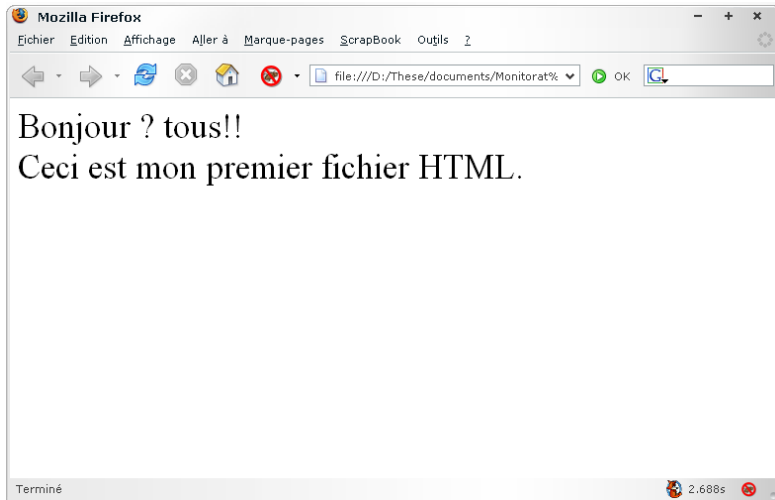 Mozilla Firefox
Fichier Edition Affichage Aller à Marque-pages ScrapBook Outils ?
file:///D:/These/documents/Monitorat% OK G
Bonjour ? tous!!
Ceci est mon premier fichier HTML.
Terminé 2.688s